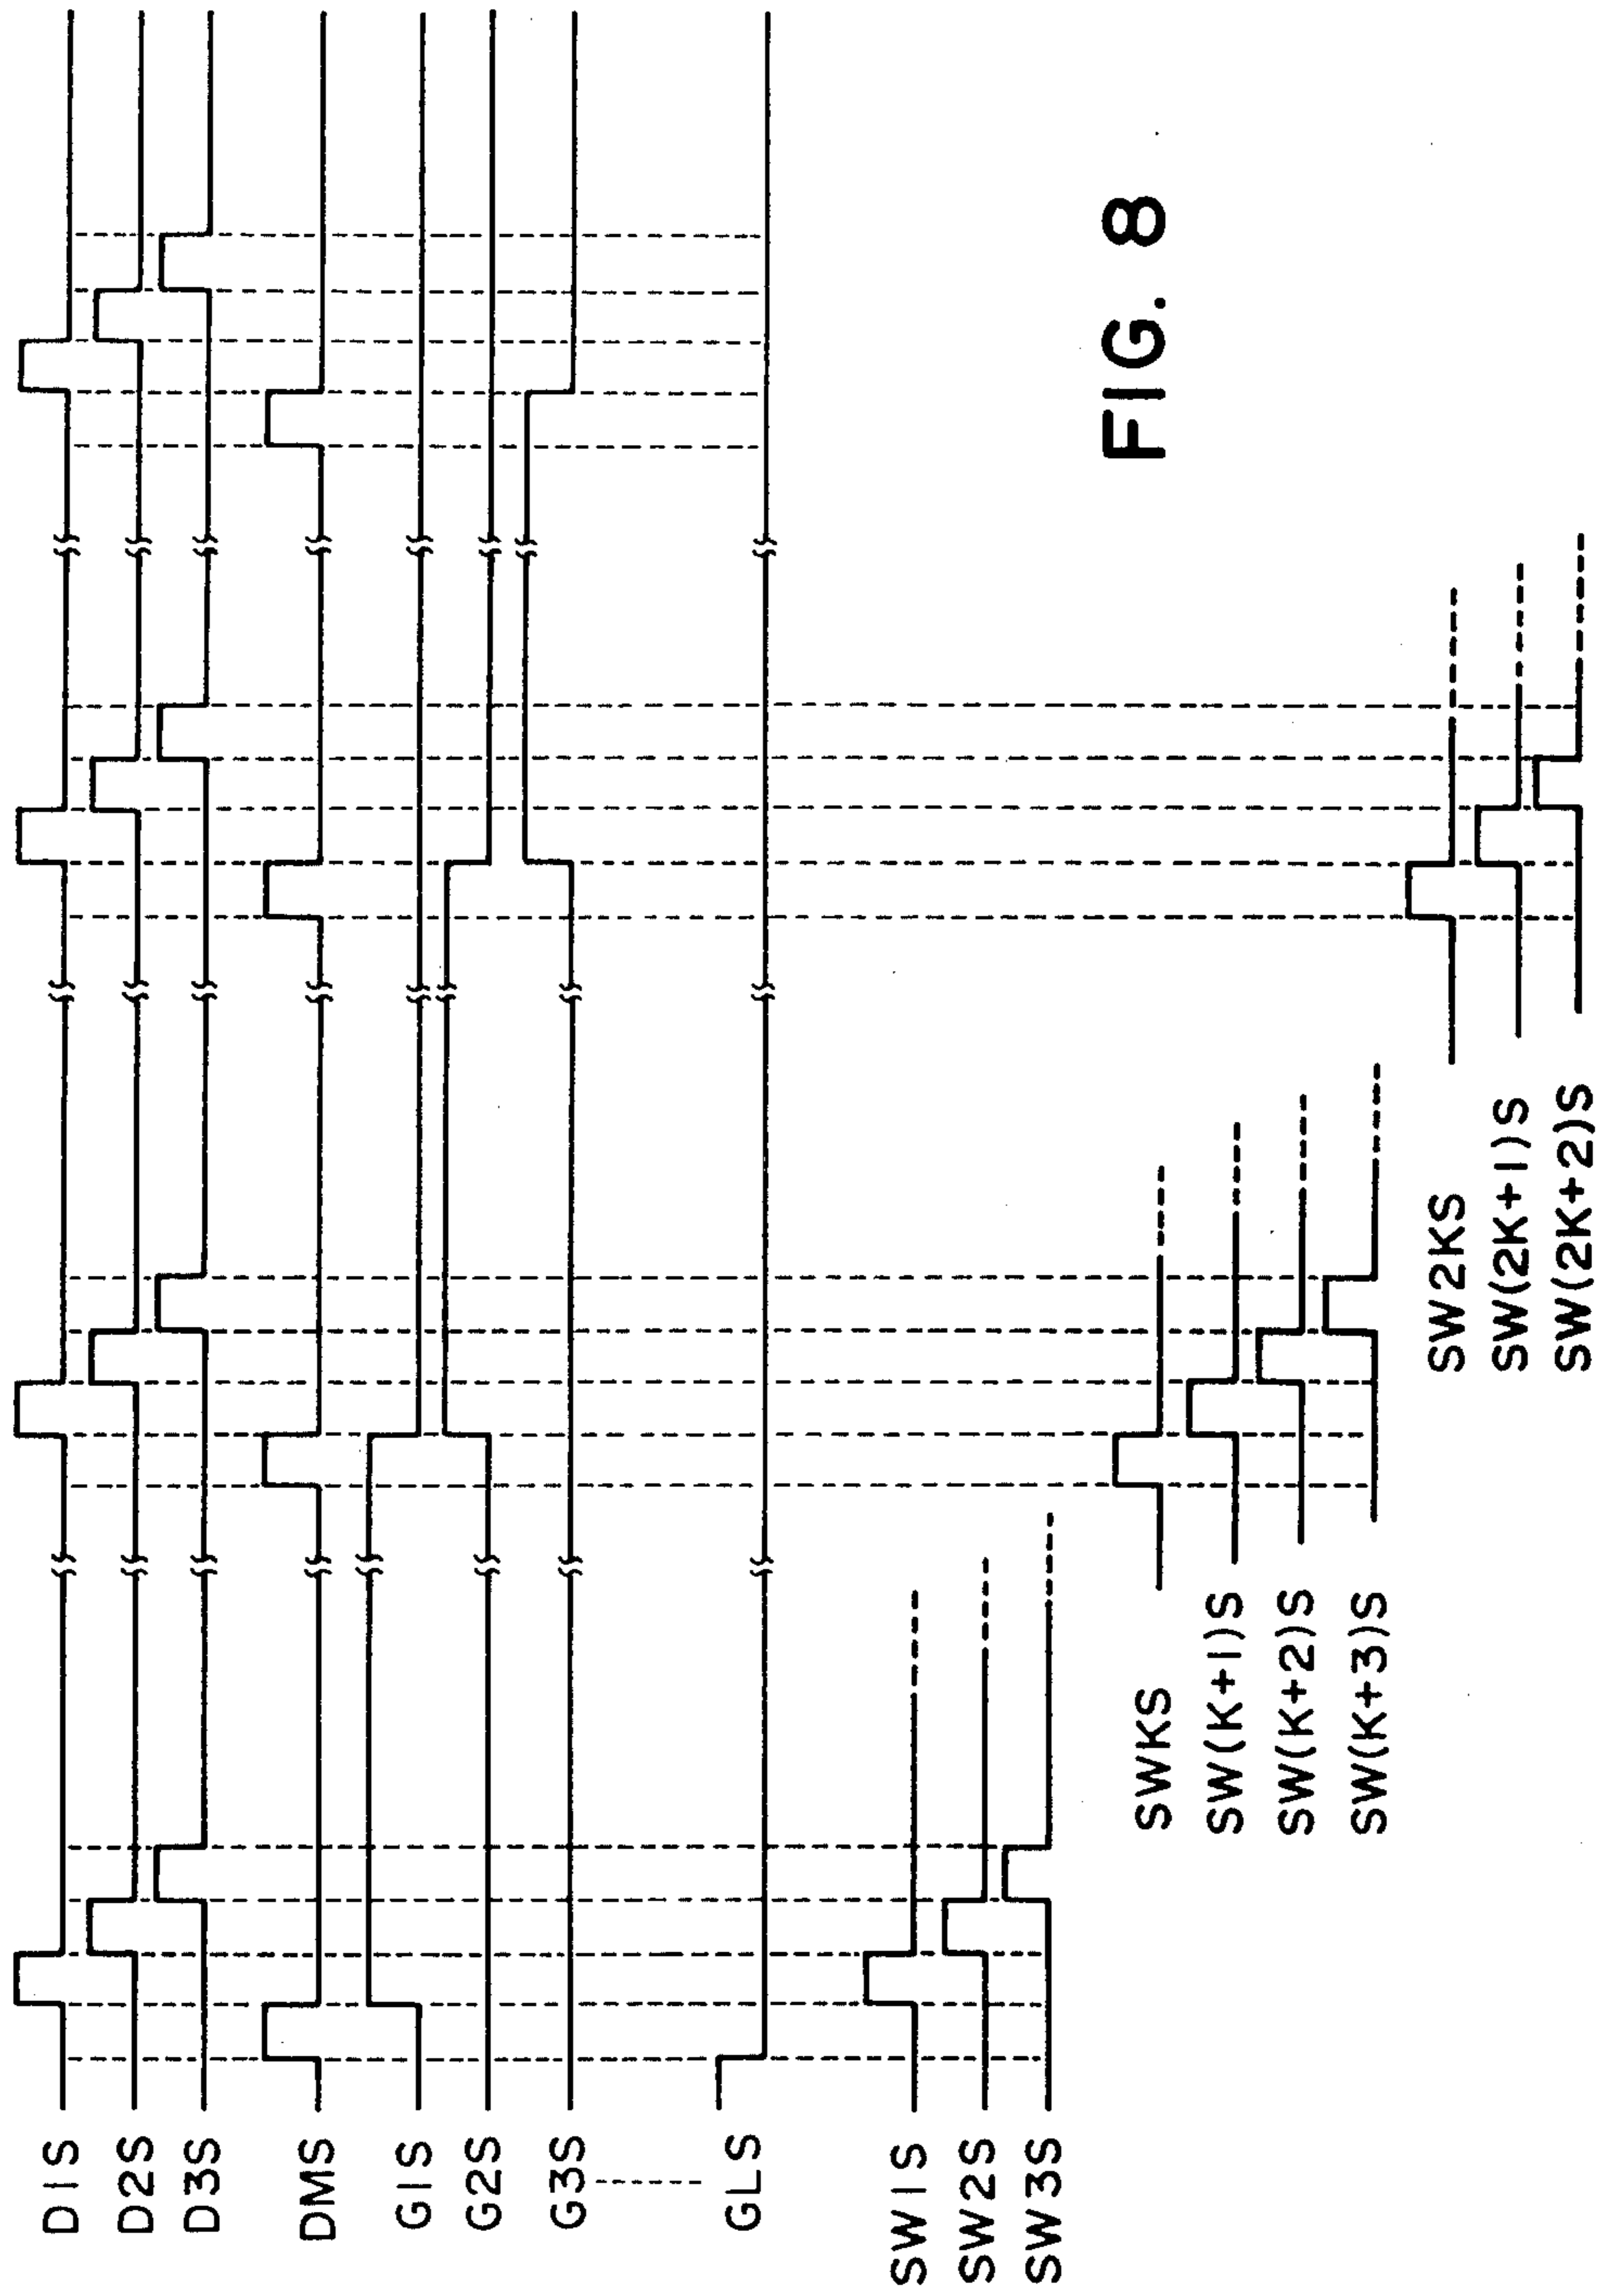 D1S
D2S
D3S
DMS
G1S
G2S
G3S
GLS
SW1S
SW2S
SW3S
SWKS
SW(K+1)S
SW(K+2)S
SW(K+3)S
SW2KS
SW(2K+1)S
SW(2K+2)S
FIG. 8